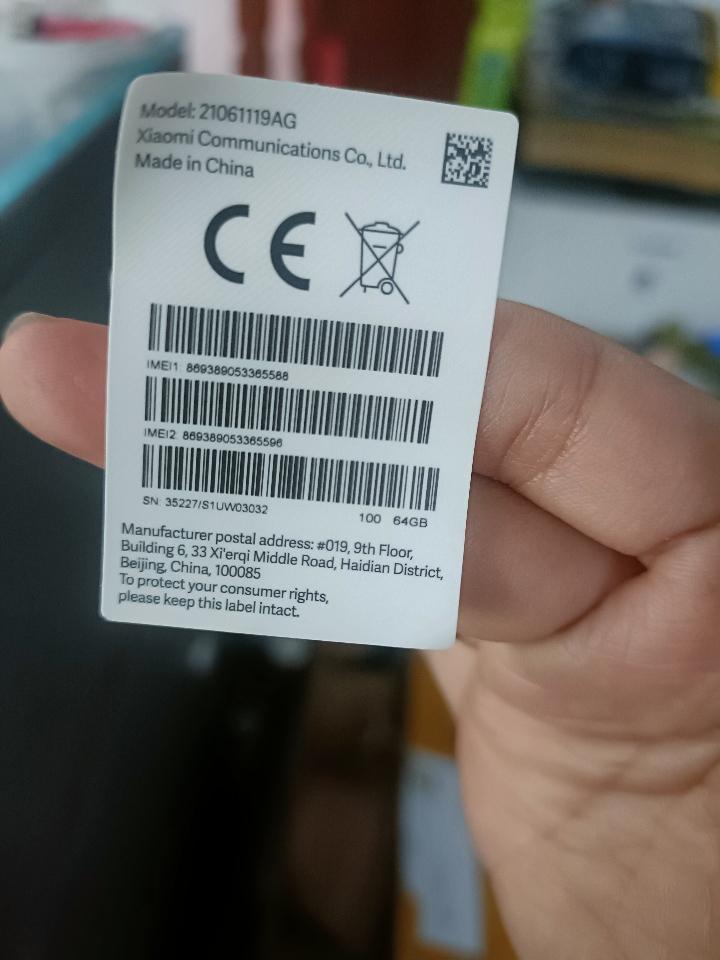 Model: 21061119AG
Xiaomi Communications Co., Ltd.
Made in China
CE
IMEI1: 869389053365588
IMEI2: 869389053365596
SN: 35227/S1UW03032
100 64GB
Manufacturer postal address: #019, 9th Floor,
Building 6, 33 Xi'erqi Middle Road, Haidian District,
Beijing, China, 100085
To protect your consumer rights,
please keep this label intact.